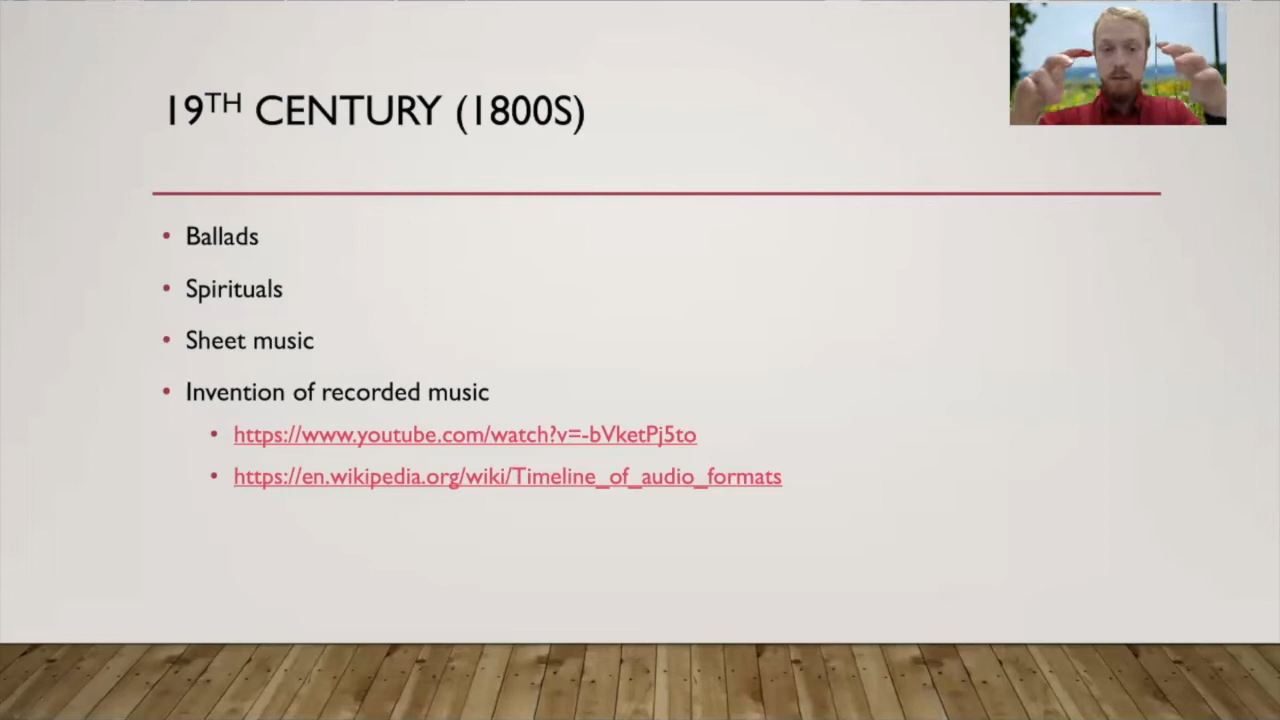 19TH CENTURY (1800S)
Ballads
Spirituals
Sheet music
Invention of recorded music
https://www.youtube.com/watch?v=-bVketPj5to
https://en.wikipedia.org/wiki/Timeline_of_audio_formats